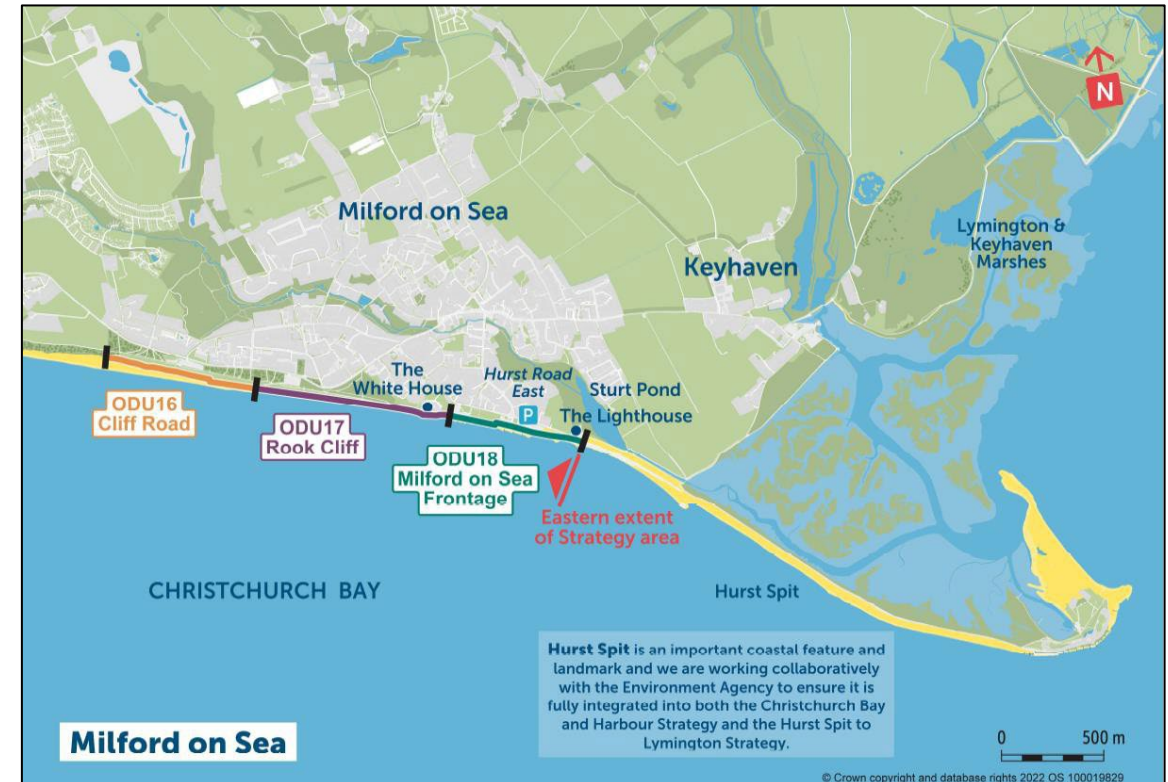 N
Milford on Sea
Lymington &
Keyhaven
Marshes
Keyhaven
The
White House
Hurst Road
East
P
Sturt Pond
The Lighthouse
ODU16
Cliff Road
ODU17
Rook Cliff
ODU18
Milford on Sea
Frontage
Eastern extent
of Strategy area
CHRISTCHURCH BAY
Hurst Spit
Hurst Spit is an important coastal feature and
landmark and we are working collaboratively
with the Environment Agency to ensure it is
fully integrated into both the Christchurch Bay
and Harbour Strategy and the Hurst Spit to
Lymington Strategy.
Milford on Sea
0 500 m
© Crown copyright and database rights 2022 OS 100019829